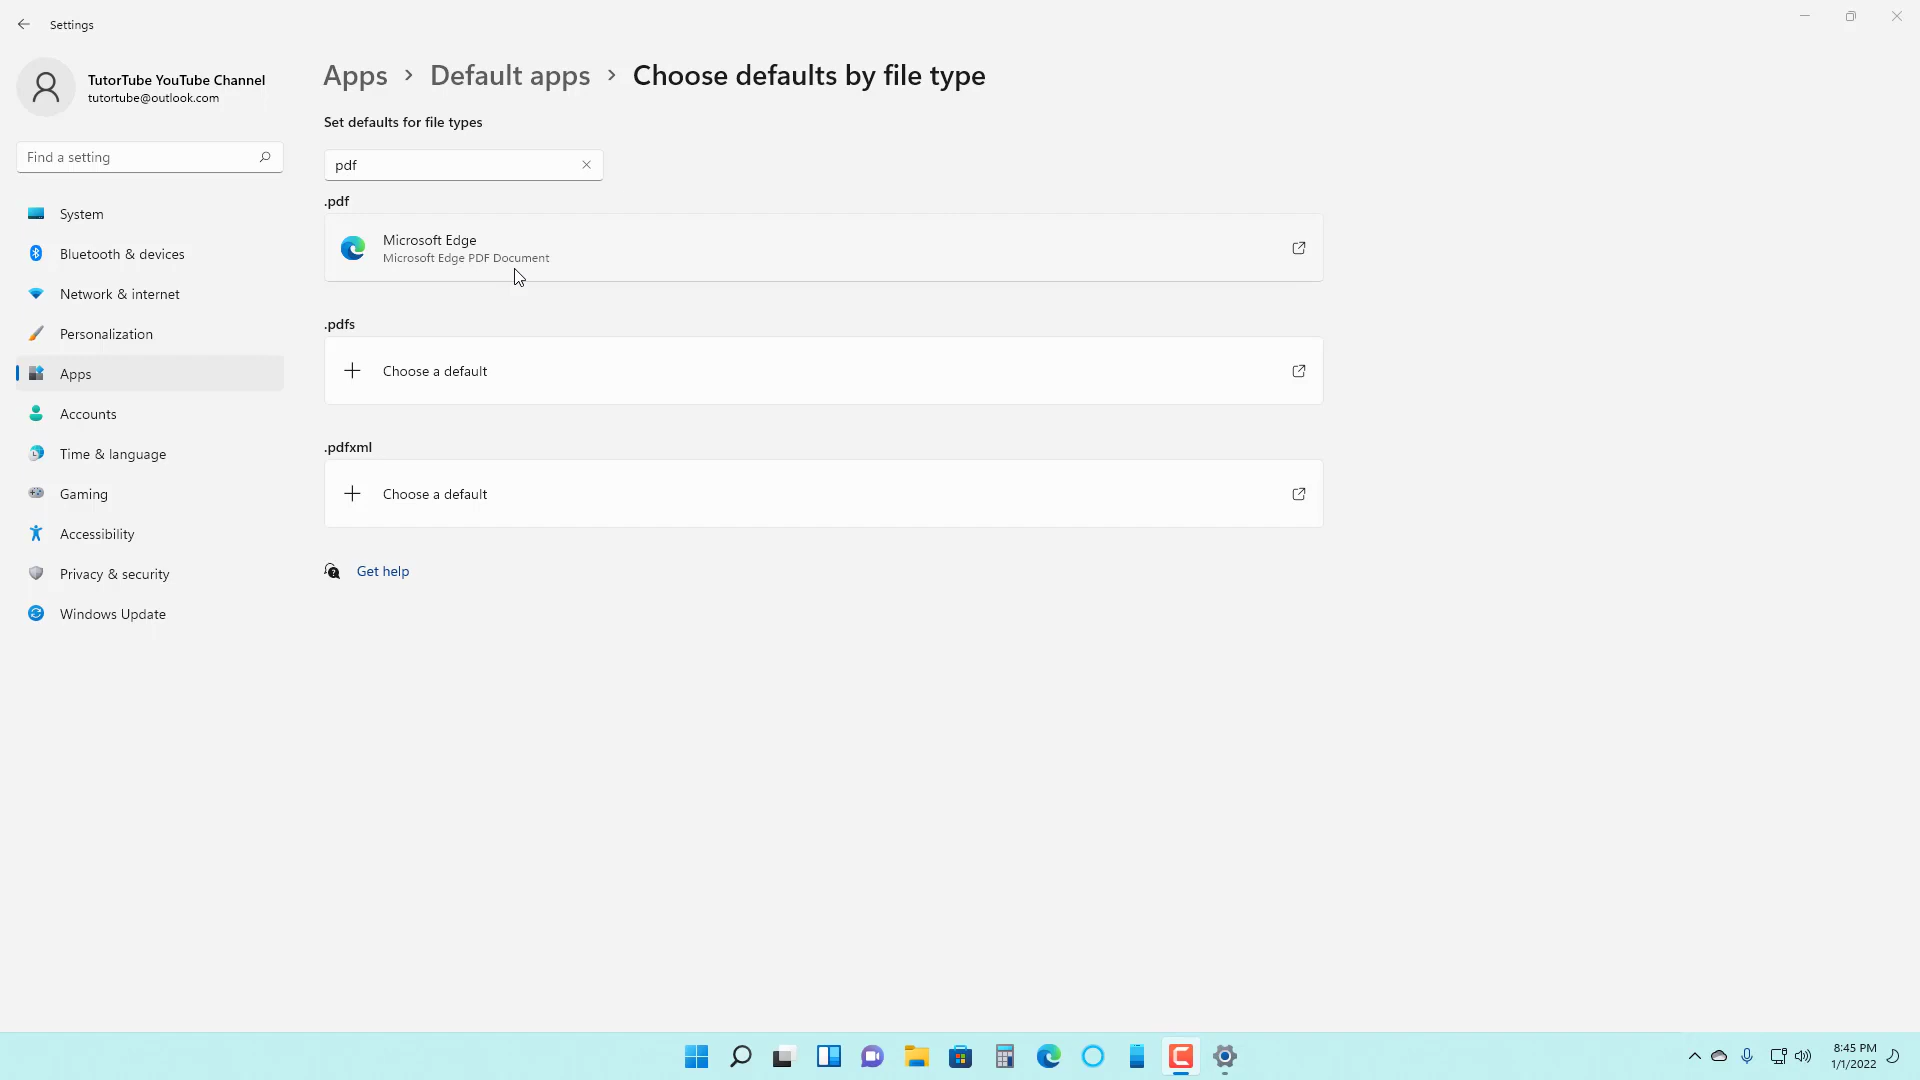 Settings
TutorTube YouTube Channel
tutortube@outlook.com
Find a setting
System
Bluetooth & devices
Network & internet
Personalization
Apps
Accounts
Time & language
Gaming
Accessibility
Privacy & security
Windows Update
Apps > Default apps > Choose defaults by file type
Set defaults for file types
pdf
.pdf
Microsoft Edge
Microsoft Edge PDF Document
.pdfs
Choose a default
.pdfxml
Choose a default
Get help
8:45 PM
1/1/2022